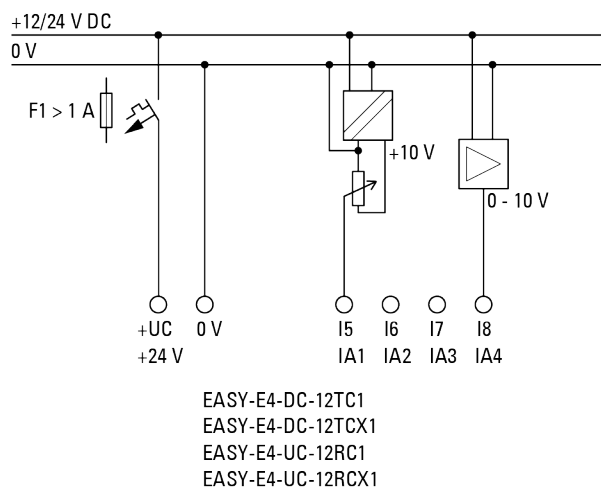 +12/24 V DC
0 V
F1 > 1 A
+10 V
0 - 10 V
+UC 0 V I5 I6 I7 I8
+24 V IA1 IA2 IA3 IA4
EASY-E4-DC-12TC1
EASY-E4-DC-12TCX1
EASY-E4-UC-12RC1
EASY-E4-UC-12RCX1